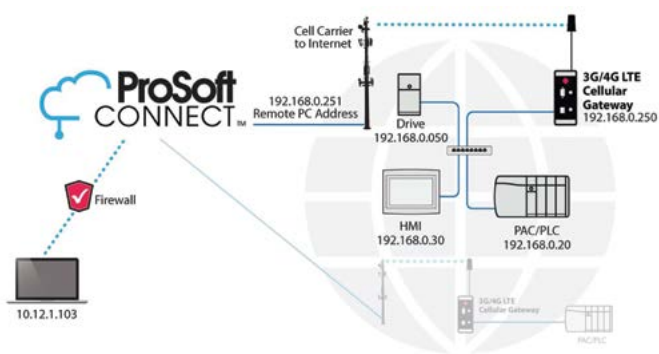 Cell Carrier
to Internet
ProSoft
CONNECT™
192.168.0.251
Remote PC Address
Drive
192.168.0.050
3G/4G LTE
Cellular
Gateway
192.168.0.250
Firewall
HMI
192.168.0.30
PAC/PLC
192.168.0.20
10.12.1.103
3G/4G LTE
Cellular Gateway
PAC/PLC